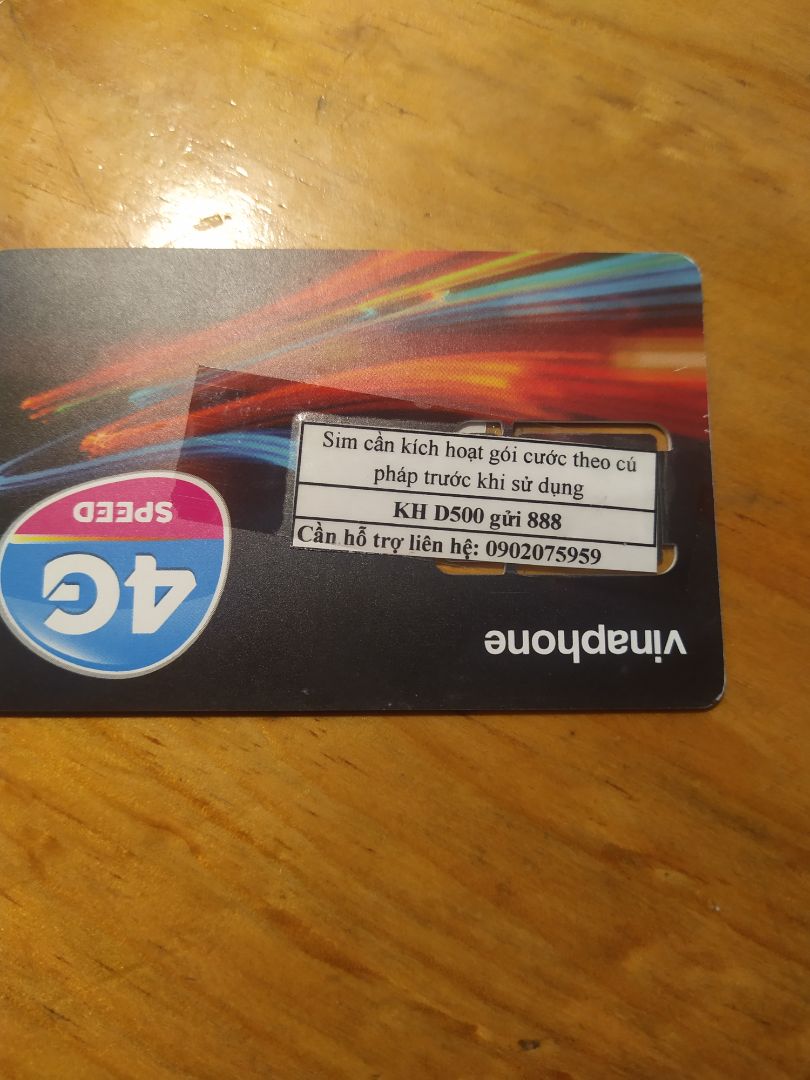 Sim cần kích hoạt gói cước theo cú
pháp trước khi sử dụng
KH D500 gửi 888
Cần hỗ trợ liên hệ: 0902075959
4G
SPEED
vinaphone